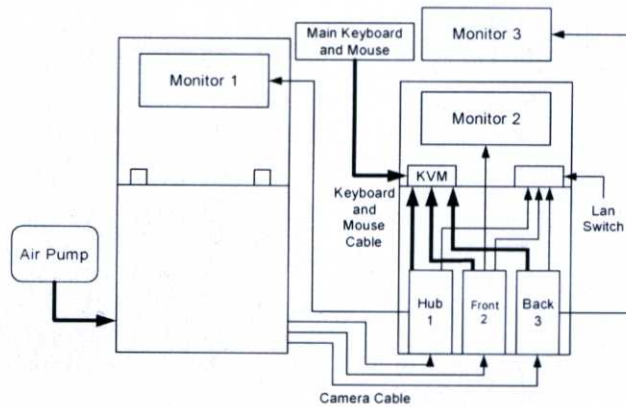 Main Keyboard
and Mouse
Monitor 3
Monitor 1
Monitor 2
KVM
Keyboard
and
Mouse
Cable
Lan
Switch
Air Pump
Hub
1
Front
2
Back
3
Camera Cable